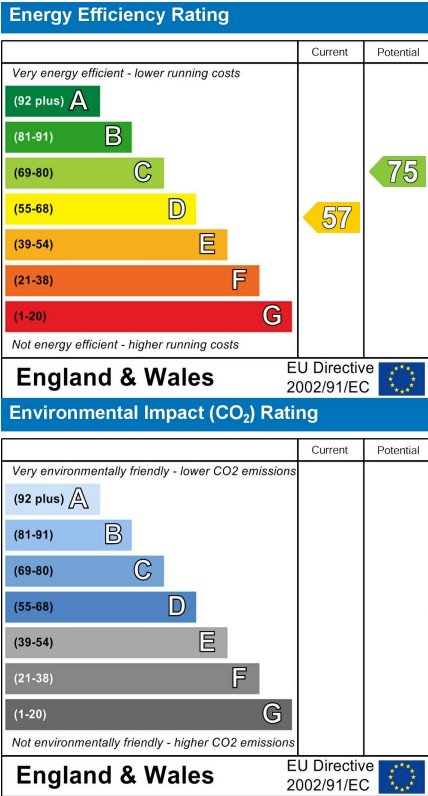 Energy Efficiency Rating
Current Potential
Very energy efficient - lower running costs
(92 plus) A
(81-91) B
(69-80) C
75
(55-68) D
57
(39-54) E
(21-38) F
(1-20) G
Not energy efficient - higher running costs
England & Wales
EU Directive
2002/91/EC
Environmental Impact (CO₂) Rating
Current Potential
Very environmentally friendly - lower CO2 emissions
(92 plus) A
(81-91) B
(69-80) C
(55-68) D
(39-54) E
(21-38) F
(1-20) G
Not environmentally friendly - higher CO2 emissions
England & Wales
EU Directive
2002/91/EC